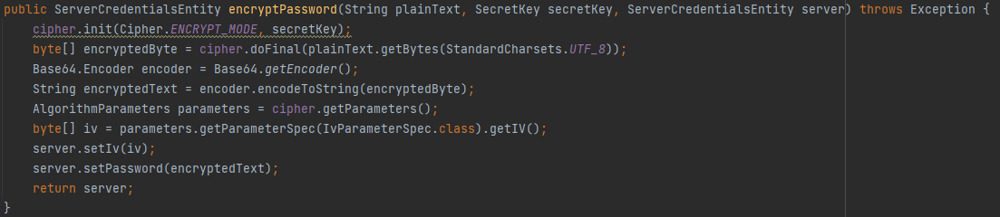 public ServerCredentialsEntity encryptPassword(String plainText, SecretKey secretKey, ServerCredentialsEntity server) throws Exception {
    cipher.init(Cipher.ENCRYPT_MODE, secretKey);
    byte[] encryptedByte = cipher.doFinal(plainText.getBytes(StandardCharsets.UTF_8));
    Base64.Encoder encoder = Base64.getEncoder();
    String encryptedText = encoder.encodeToString(encryptedByte);
    AlgorithmParameters parameters = cipher.getParameters();
    byte[] iv = parameters.getParameterSpec(IvParameterSpec.class).getIV();
    server.setIv(iv);
    server.setPassword(encryptedText);
    return server;
}